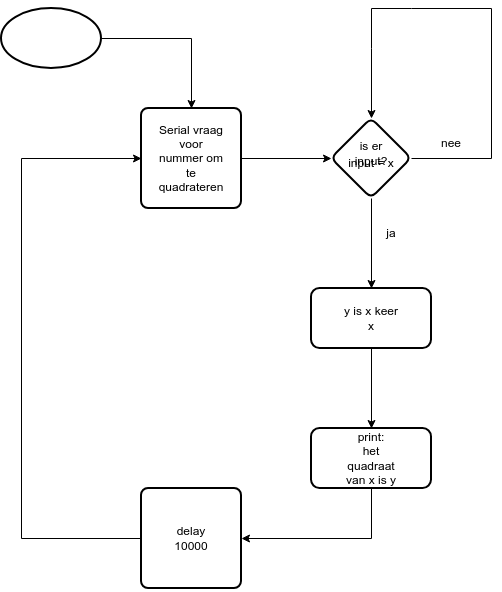 Serial vraag
voor
nummer om
te
quadrateren
is er
input?
input = x
nee
ja
y is x keer
x
print:
het
quadraat
van x is y
delay
10000